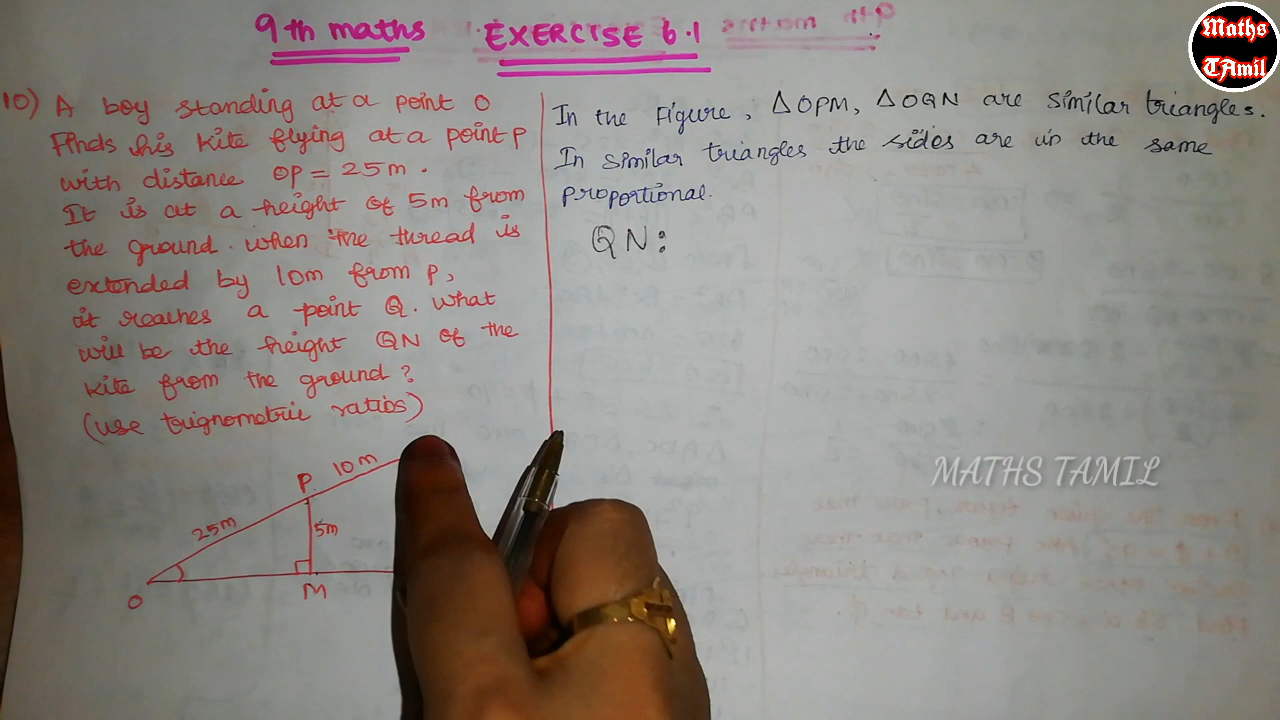 9th maths EXERCISE 6.1
Maths
TAmil
10) A boy standing at a point O
Finds his kite flying at a point P
with distance OP = 25m.
It is at a height of 5m from
the ground. when the thread is
extended by 10m from P,
it reaches a point Q. what
will be the height QN of the
kite from the ground?
(use trignometric ratios)
P 10m
25m
5m
O
M
In the Figure, △OPM, △OQN are similar triangles.
In similar triangles the sides are in the same
proportional.
QN:
MATHS TAMIL